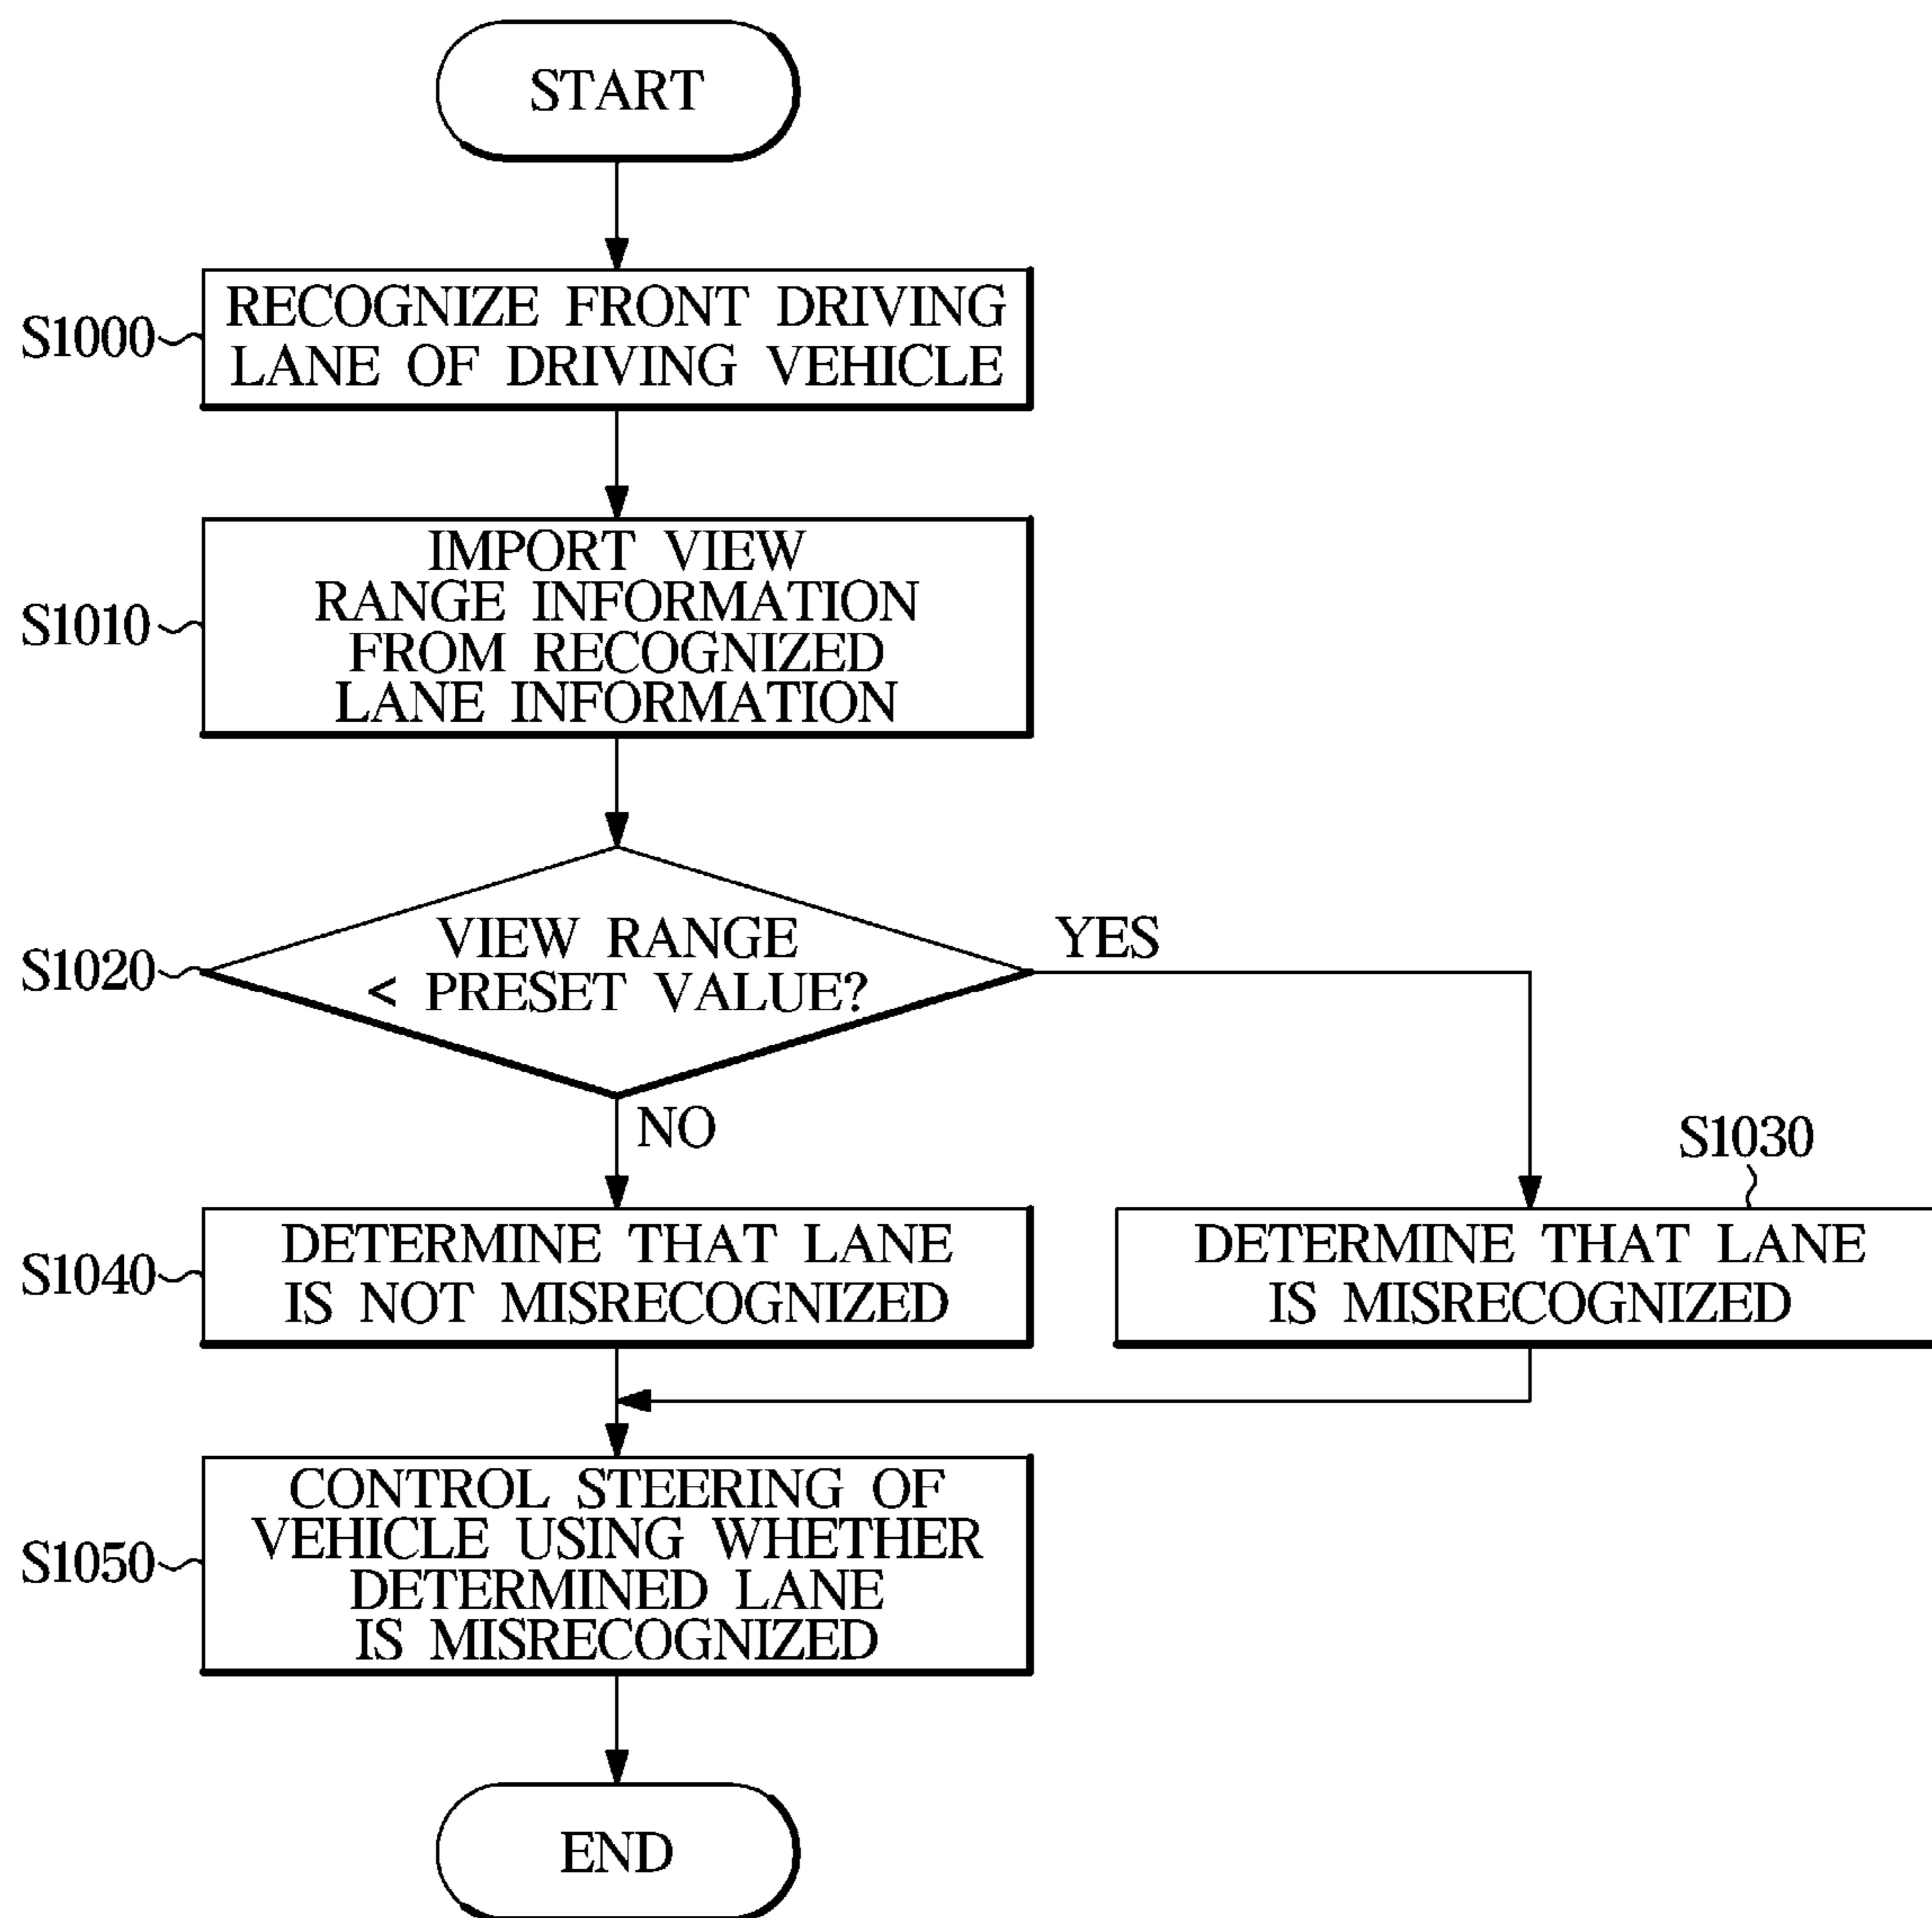 START
S1000
RECOGNIZE FRONT DRIVING
LANE OF DRIVING VEHICLE
S1010
IMPORT VIEW
RANGE INFORMATION
FROM RECOGNIZED
LANE INFORMATION
S1020
VIEW RANGE
< PRESET VALUE?
YES
NO
S1030
S1040
DETERMINE THAT LANE
IS NOT MISRECOGNIZED
DETERMINE THAT LANE
IS MISRECOGNIZED
S1050
CONTROL STEERING OF
VEHICLE USING WHETHER
DETERMINED LANE
IS MISRECOGNIZED
END